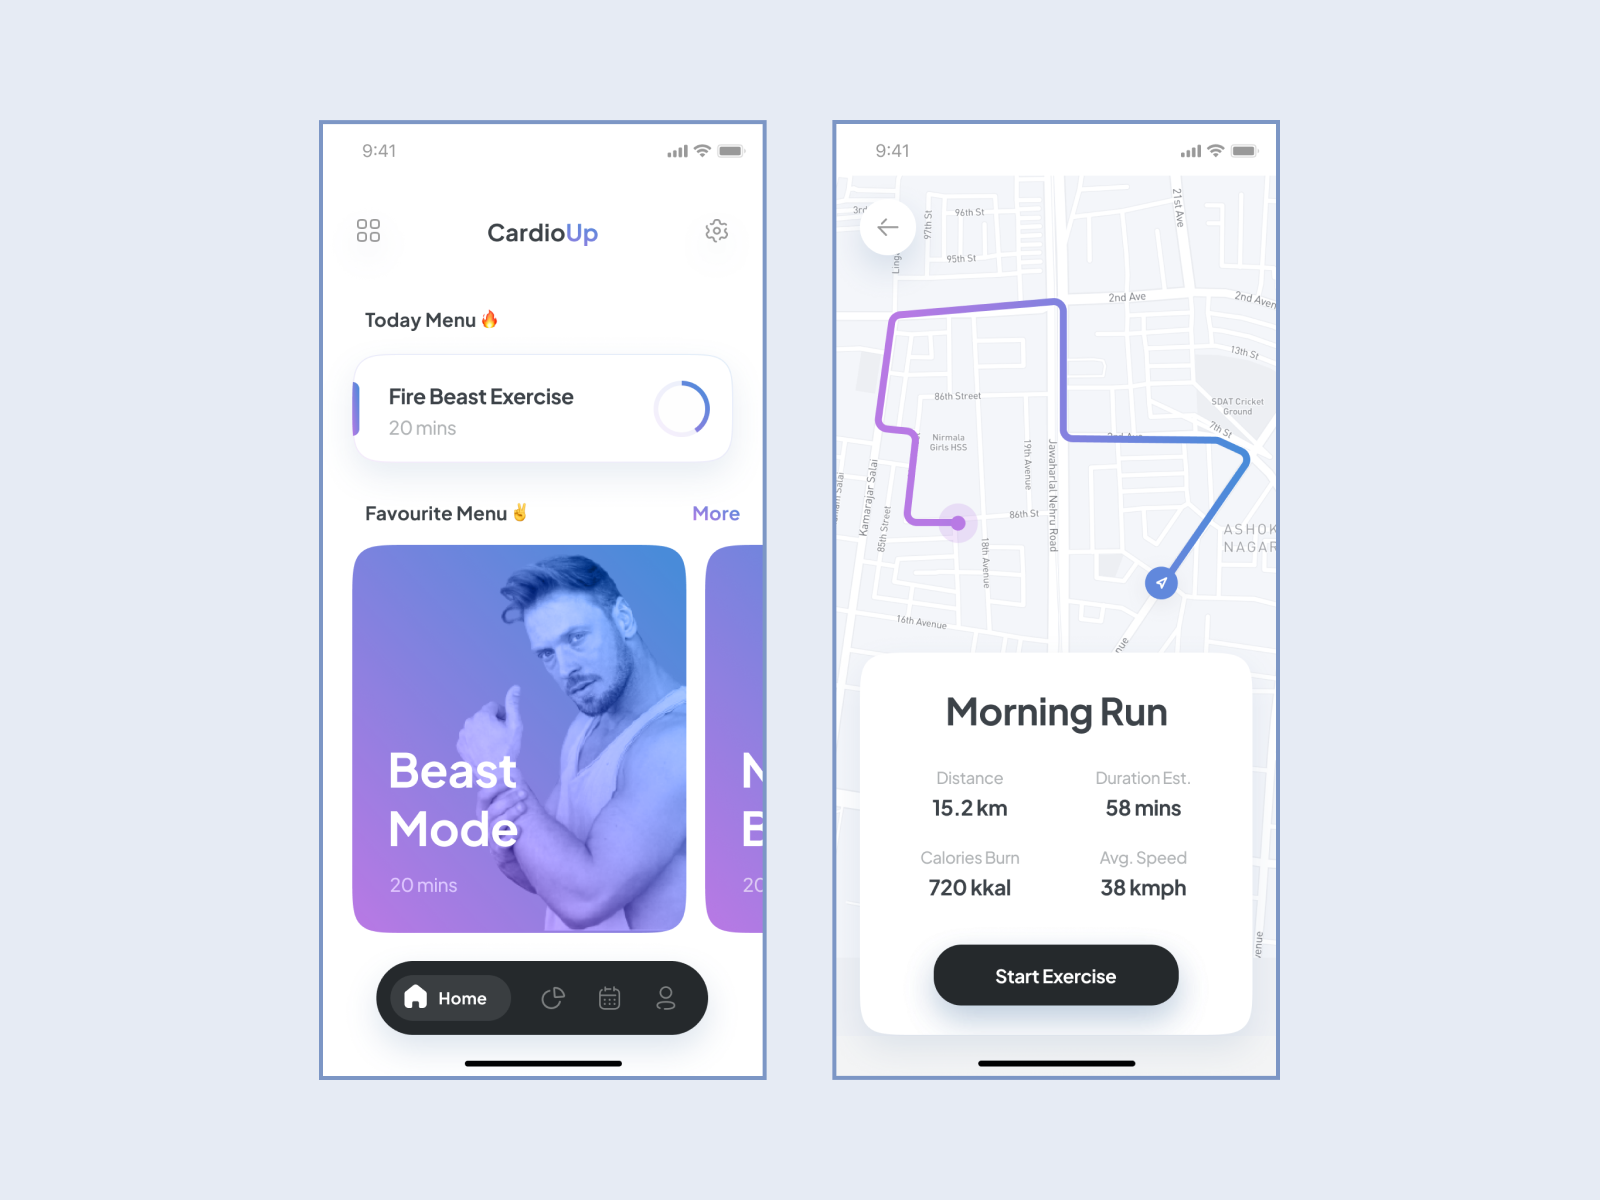 9:41
CardioUp
Today Menu 🔥
Fire Beast Exercise
20 mins
Favourite Menu ✌️
More
Beast
Mode
20 mins
Home
9:41
3rd
97th St
96th St
21st Ave
95th St
2nd Ave
2nd Aven
13th St
86th Street
SDAT Cricket
Ground
7th St
2nd Ave
Nirmala
Girls HSS
19th Avenue
Jawaharlal Nehru Road
Kamarajar Salai
85th Street
86th St
18th Avenue
ASHOK
NAGAR
16th Avenue
nue
Morning Run
Distance
15.2 km
Duration Est.
58 mins
Calories Burn
720 kkal
Avg. Speed
38 kmph
venue
Start Exercise